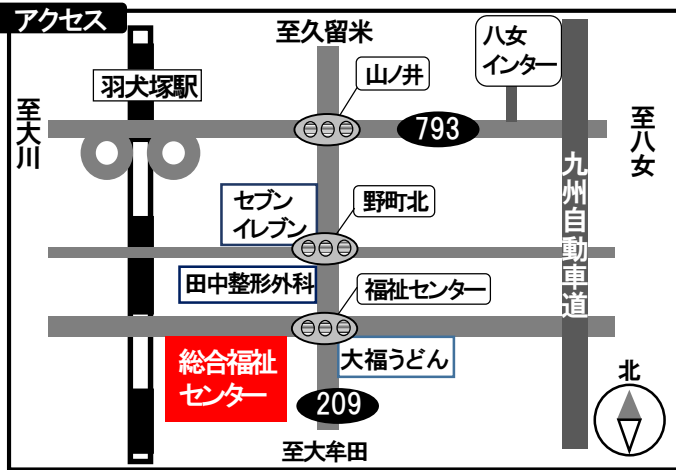 アクセス
至久留米
八女
インター
山ノ井
羽犬塚駅
至大川
793
至八女
九州自動車道
セブン
イレブン
野町北
田中整形外科
福祉センター
総合福祉
センター
大福うどん
北
209
至大牟田